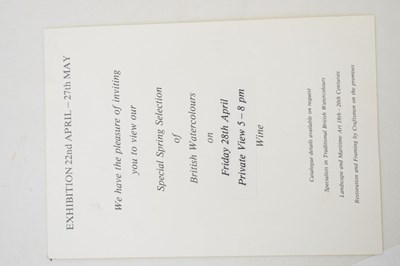 EXHIBITION 22nd APRIL – 27th MAY
We have the pleasure of inviting
you to view our
Special Spring Selection
of
British Watercolours
on
Friday 28th April
Private View 5 – 8 pm
Wine
Catalogue details available on request
Specialists in Traditional British Watercolours
Landscape and Maritime Art 18th - 20th Centuries
Restoration and Framing by Craftsmen on the premises